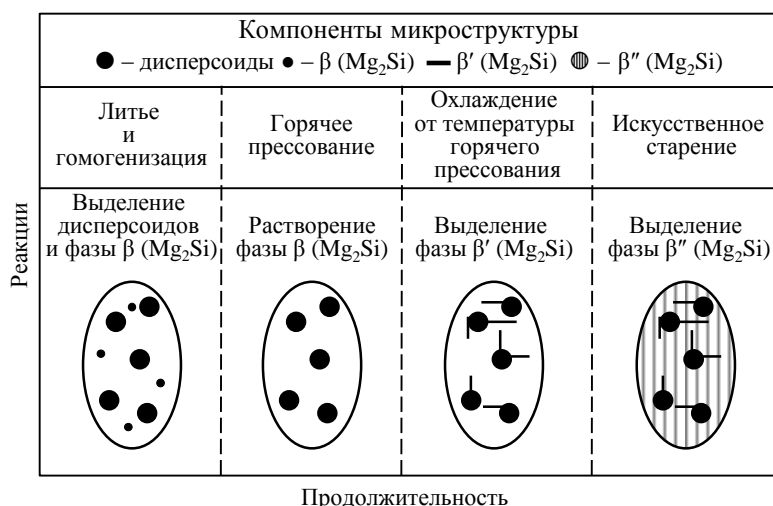 Компоненты микроструктуры
– дисперсоиды – β (Mg₂Si) – β′ (Mg₂Si) – β″ (Mg₂Si)
Литье
и
гомогенизация
Горячее
прессование
Охлаждение
от температуры
горячего
прессования
Искусственное
старение
Реакции
Выделение
дисперсоидов
и фазы β (Mg₂Si)
Растворение
фазы β (Mg₂Si)
Выделение
фазы β′ (Mg₂Si)
Выделение
фазы β″ (Mg₂Si)
Продолжительность